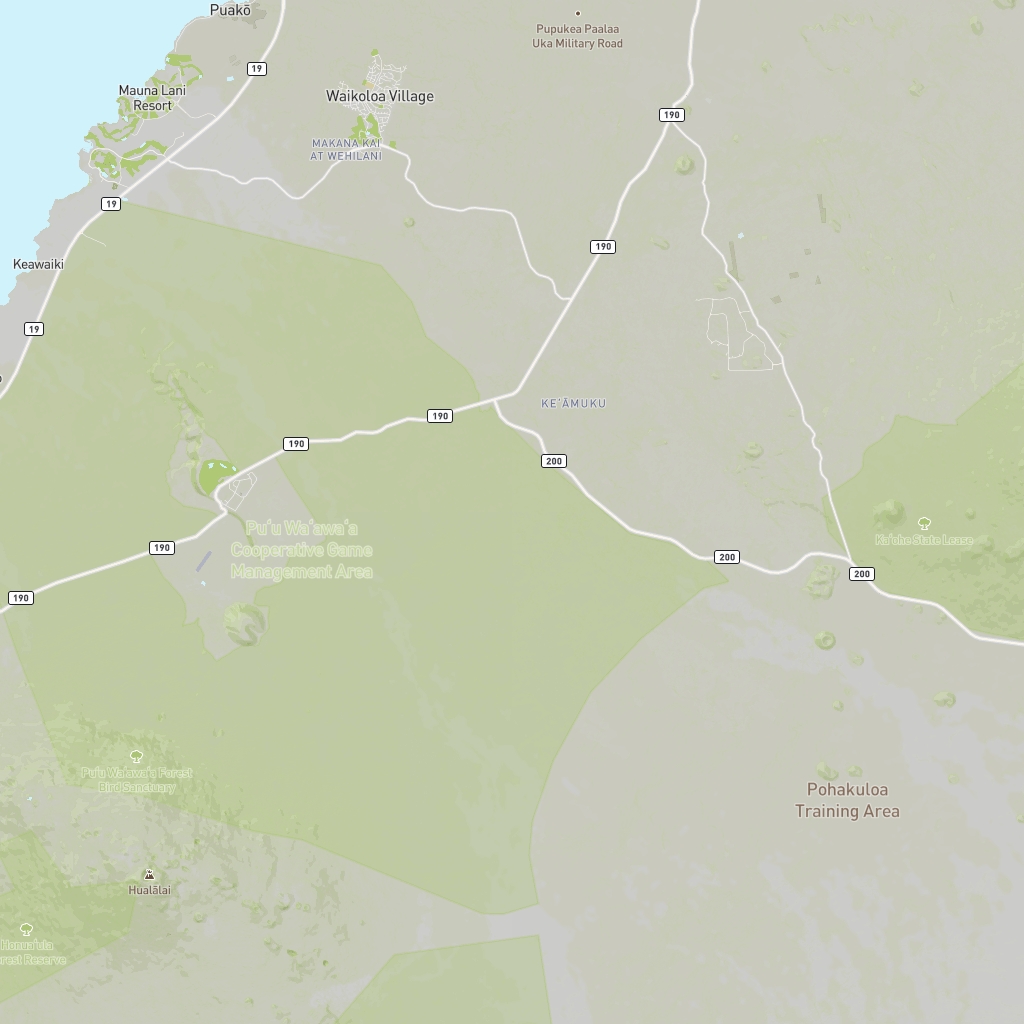 Puakō
Pupukea Paalaa
Uka Military Road
19
Mauna Lani
Resort
Waikoloa Village
190
MAKANA KAI
AT WEHILANI
19
190
Keawaiki
19
KEʻĀMUKU
190
190
200
Puʻu Waʻawaʻa
Cooperative Game
Management Area
Kaʻohe State Lease
190
200
200
190
Puʻu Waʻawaʻa Forest
Bird Sanctuary
Pohakuloa
Training Area
Hualālai
Honuaʻula
rest Reserve